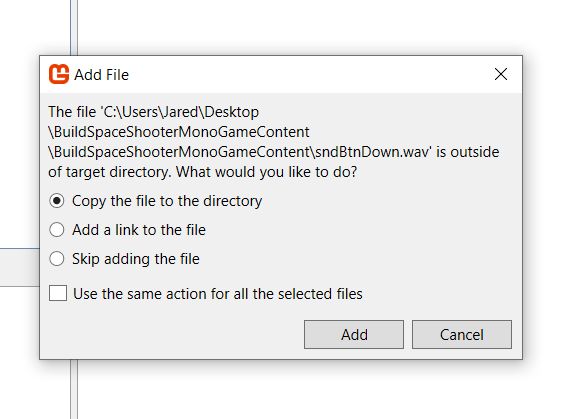 Add File
The file 'C:\Users\Jared\Desktop
\BuildSpaceShooterMonoGameContent
\BuildSpaceShooterMonoGameContent\sndBtnDown.wav' is outside
of target directory. What would you like to do?
Copy the file to the directory
Add a link to the file
Skip adding the file
Use the same action for all the selected files
Add Cancel